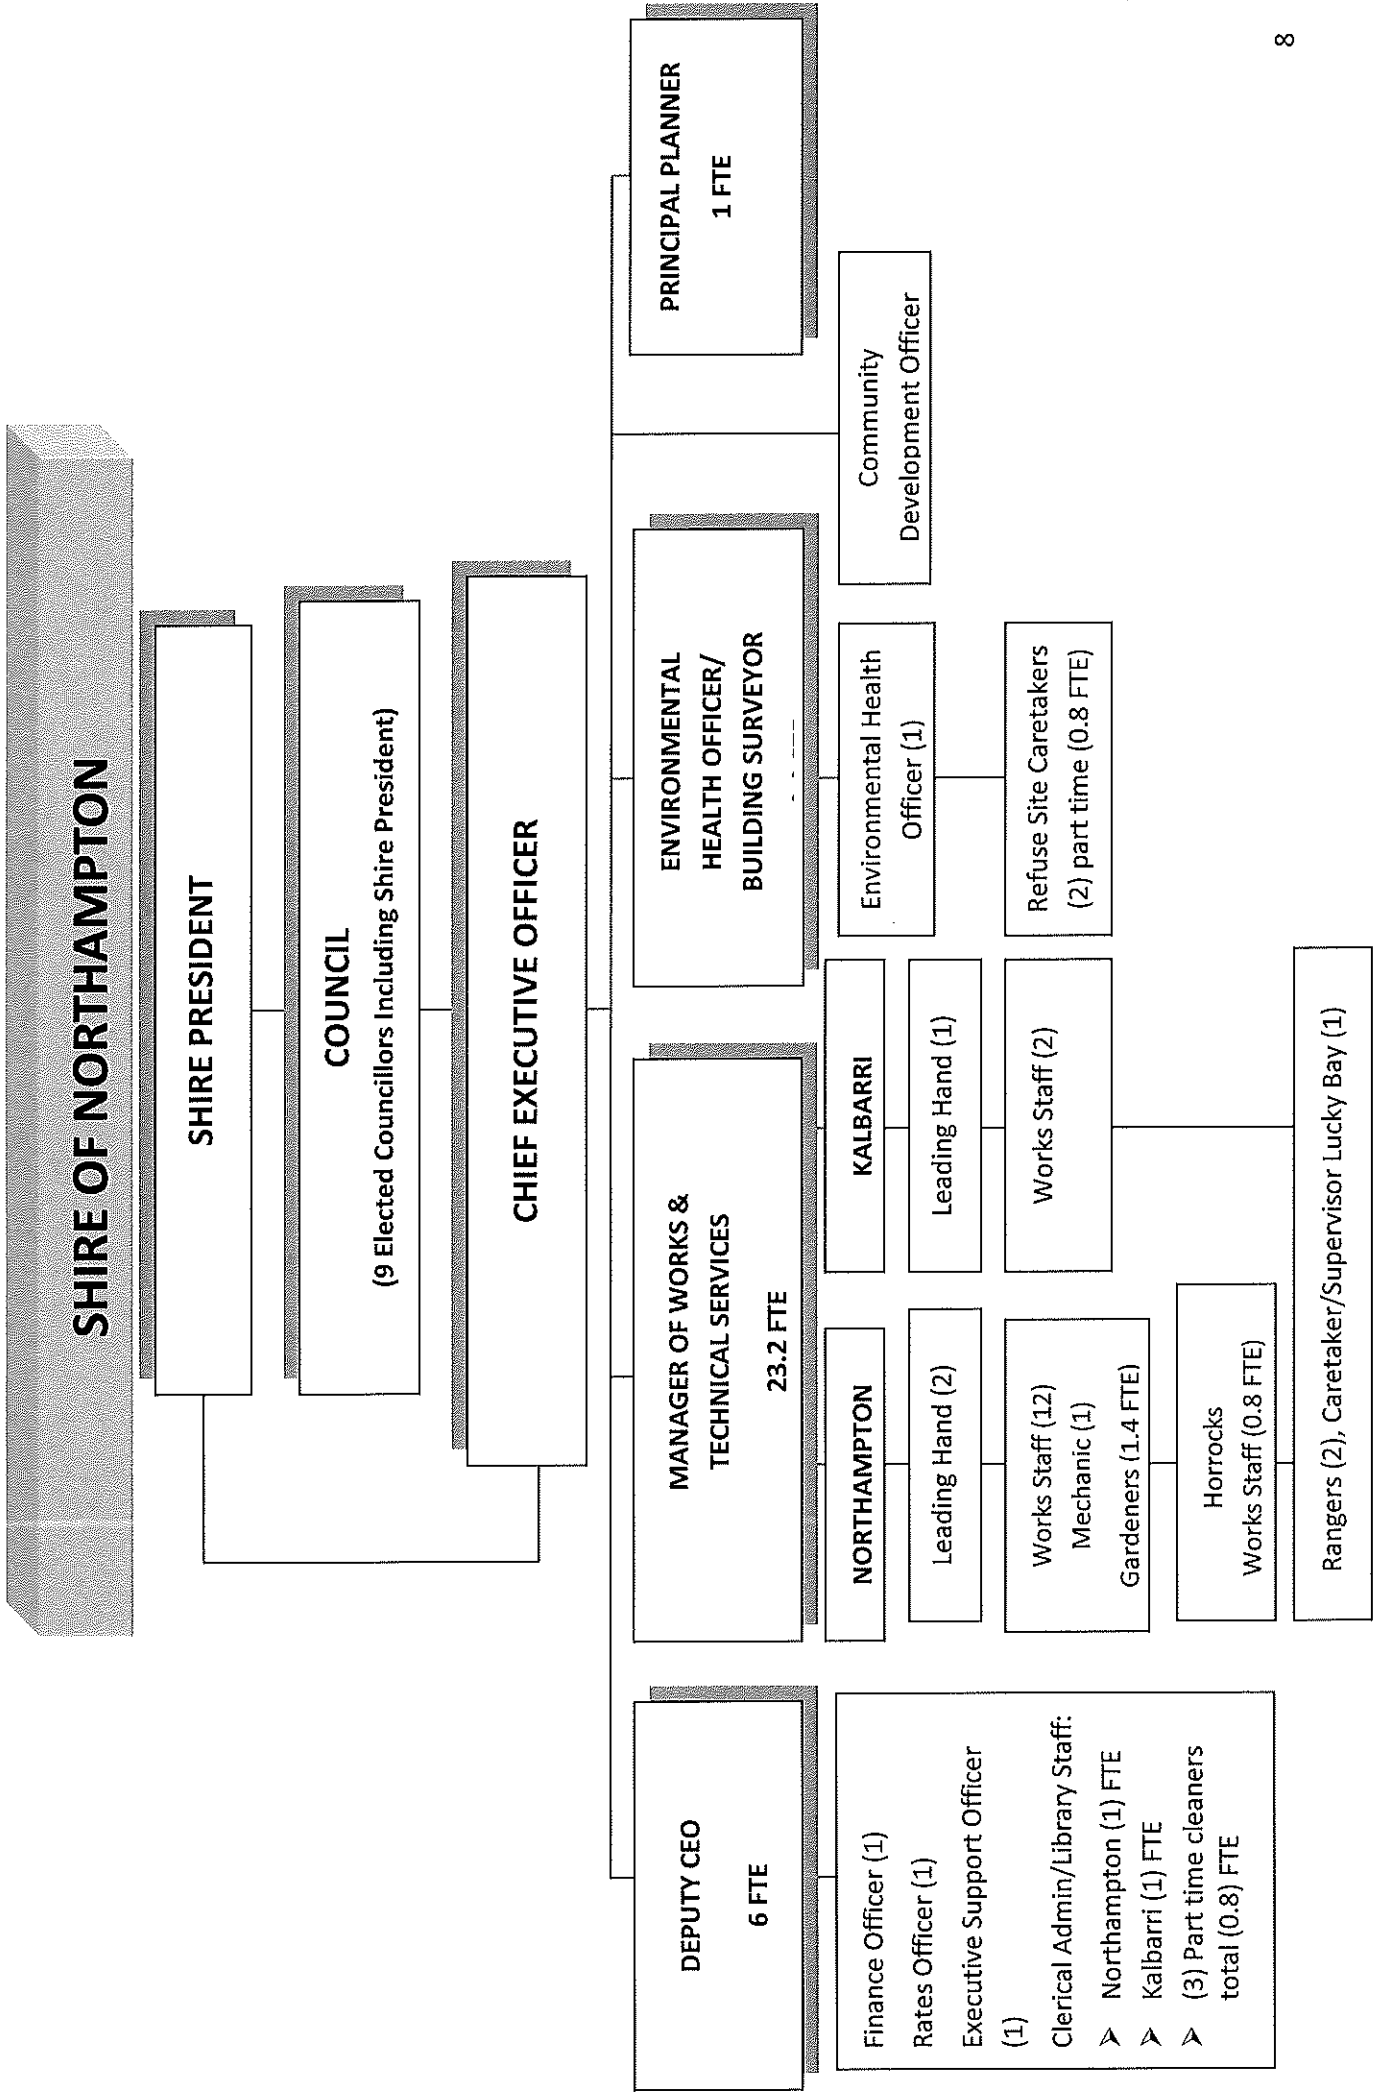 SHIRE OF NORTHAMPTON
SHIRE PRESIDENT
COUNCIL
(9 Elected Councillors Including Shire President)
CHIEF EXECUTIVE OFFICER
DEPUTY CEO
6 FTE
Finance Officer (1)
Rates Officer (1)
Executive Support Officer
(1)
Clerical Admin/Library Staff:
➢ Northampton (1) FTE
➢ Kalbarri (1) FTE
➢ (3) Part time cleaners
total (0.8) FTE
MANAGER OF WORKS &
TECHNICAL SERVICES
23.2 FTE
NORTHAMPTON
Leading Hand (2)
Works Staff (12)
Mechanic (1)
Gardeners (1.4 FTE)
Horrocks
Works Staff (0.8 FTE)
KALBARRI
Leading Hand (1)
Works Staff (2)
Rangers (2), Caretaker/Supervisor Lucky Bay (1)
ENVIRONMENTAL
HEALTH OFFICER/
BUILDING SURVEYOR
Environmental Health
Officer (1)
Refuse Site Caretakers
(2) part time (0.8 FTE)
Community
Development Officer
PRINCIPAL PLANNER
1 FTE
8